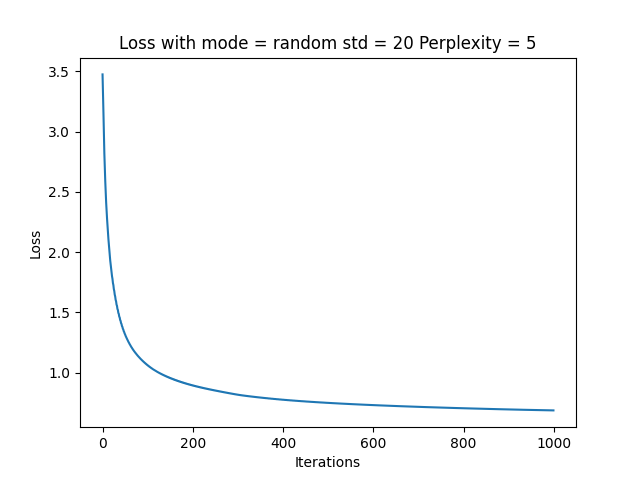 Loss with mode = random std = 20 Perplexity = 5
3.5
3.0
2.5
2.0
1.5
1.0
Loss
0 200 400 600 800 1000
Iterations